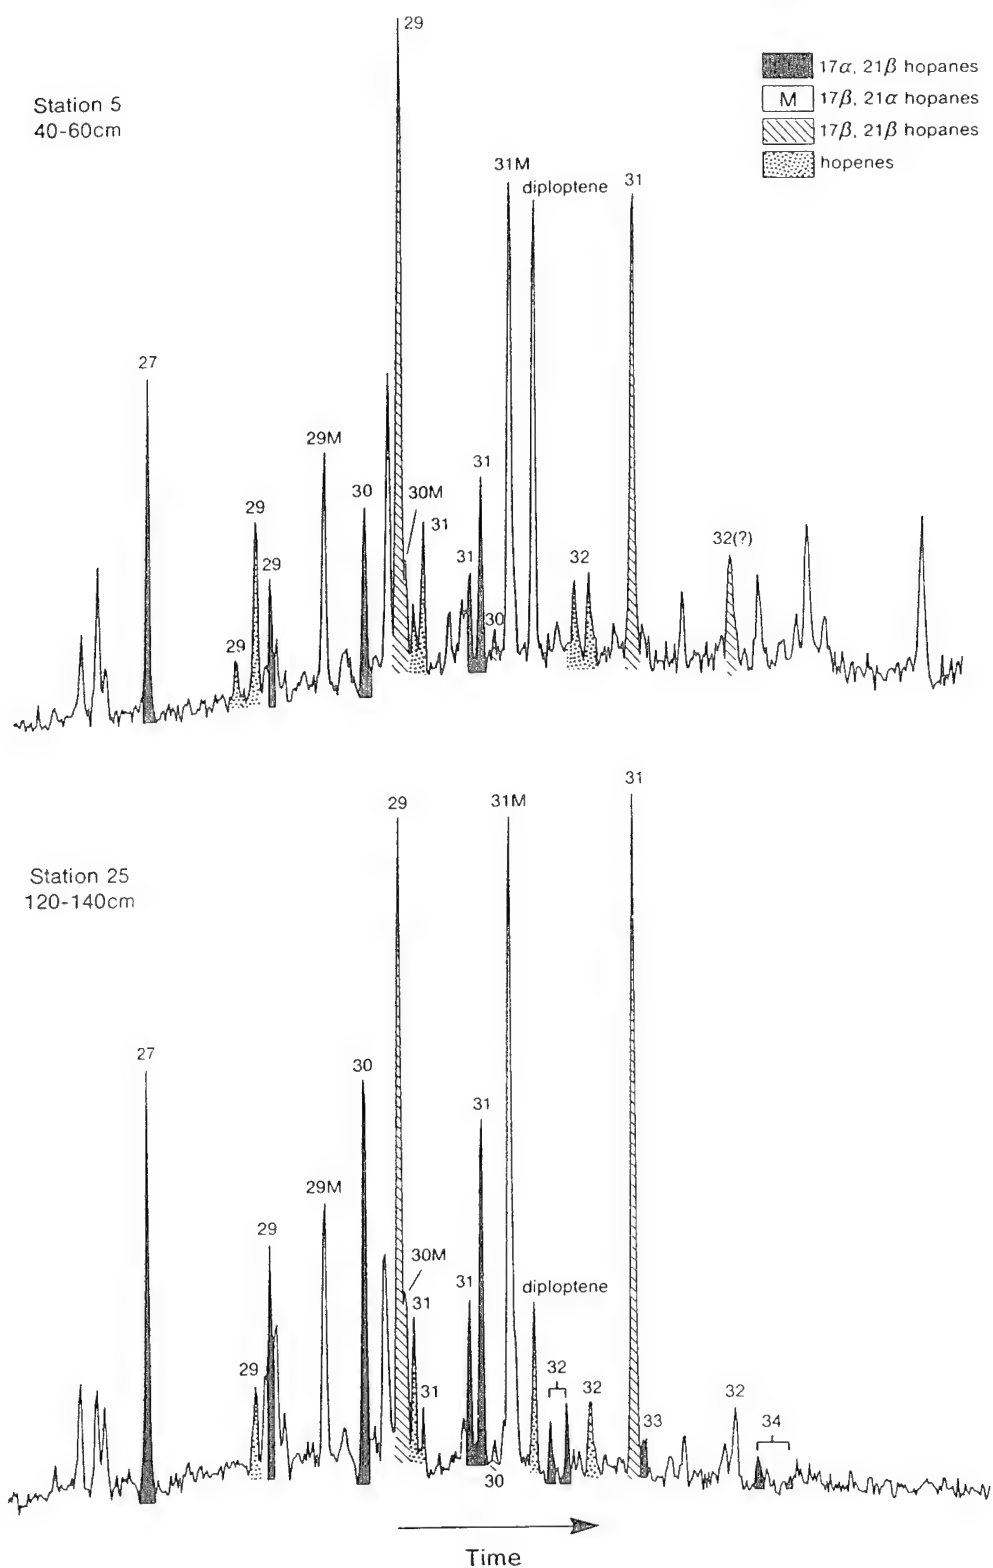 29
17α, 21β hopanes
M 17β, 21α hopanes
17β, 21β hopanes
hopenes
Station 5
40-60cm
31M
diploptene
31
27
29M
31
30
30M
29
31
29
31
32
32(?)
30
29
31
29
31M
Station 25
120-140cm
27
30
31
29M
29
30M
31
31
diploptene
29
31
32
32
32
33
34
30
Time